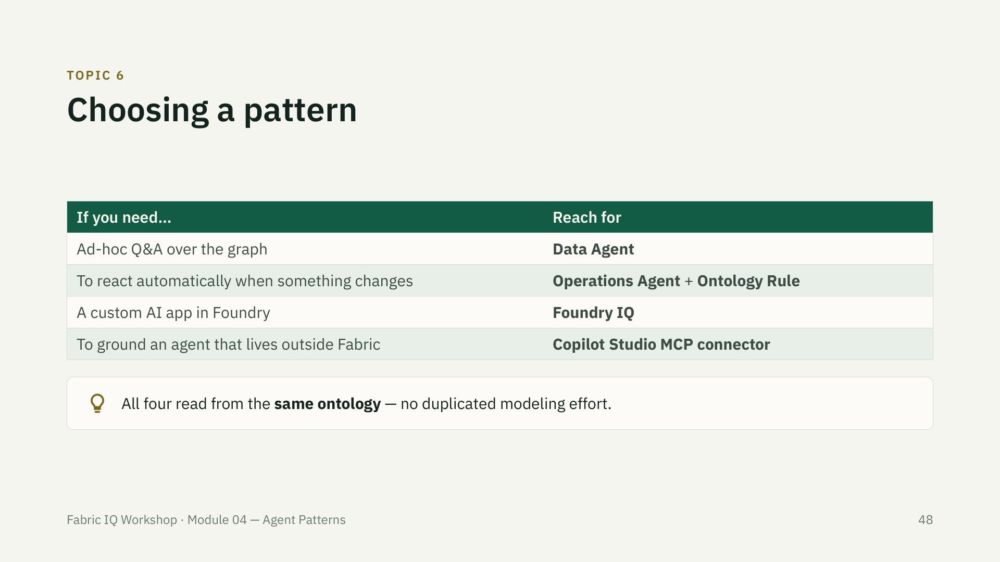 TOPIC 6
Choosing a pattern
If you need... Reach for
Ad-hoc Q&A over the graph Data Agent
To react automatically when something changes Operations Agent + Ontology Rule
A custom AI app in Foundry Foundry IQ
To ground an agent that lives outside Fabric Copilot Studio MCP connector
All four read from the same ontology — no duplicated modeling effort.
Fabric IQ Workshop · Module 04 — Agent Patterns 48